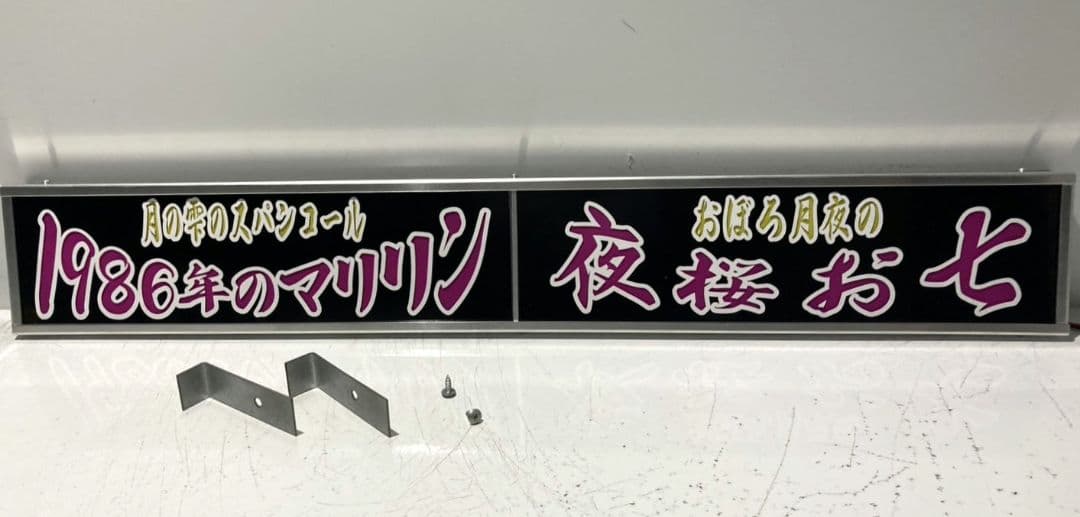 月の雫のスパンコール
1986年のマリリン
おぼろ月夜の
夜桜お七